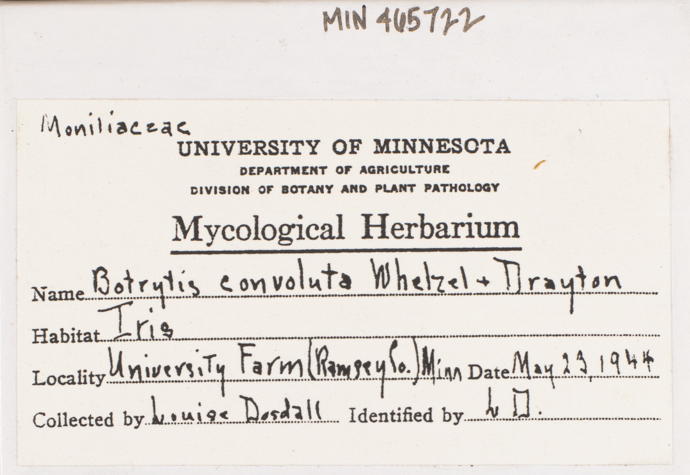 MIN 465722
Moniliaceae
UNIVERSITY OF MINNESOTA
DEPARTMENT OF AGRICULTURE
DIVISION OF BOTANY AND PLANT PATHOLOGY
Mycological Herbarium
Name Botrytis convoluta Whetzel + Drayton
Habitat Iris
Locality University Farm (Ramsey Co.) Minn Date May 23, 1944
Collected by Louise Dosdall Identified by L D.